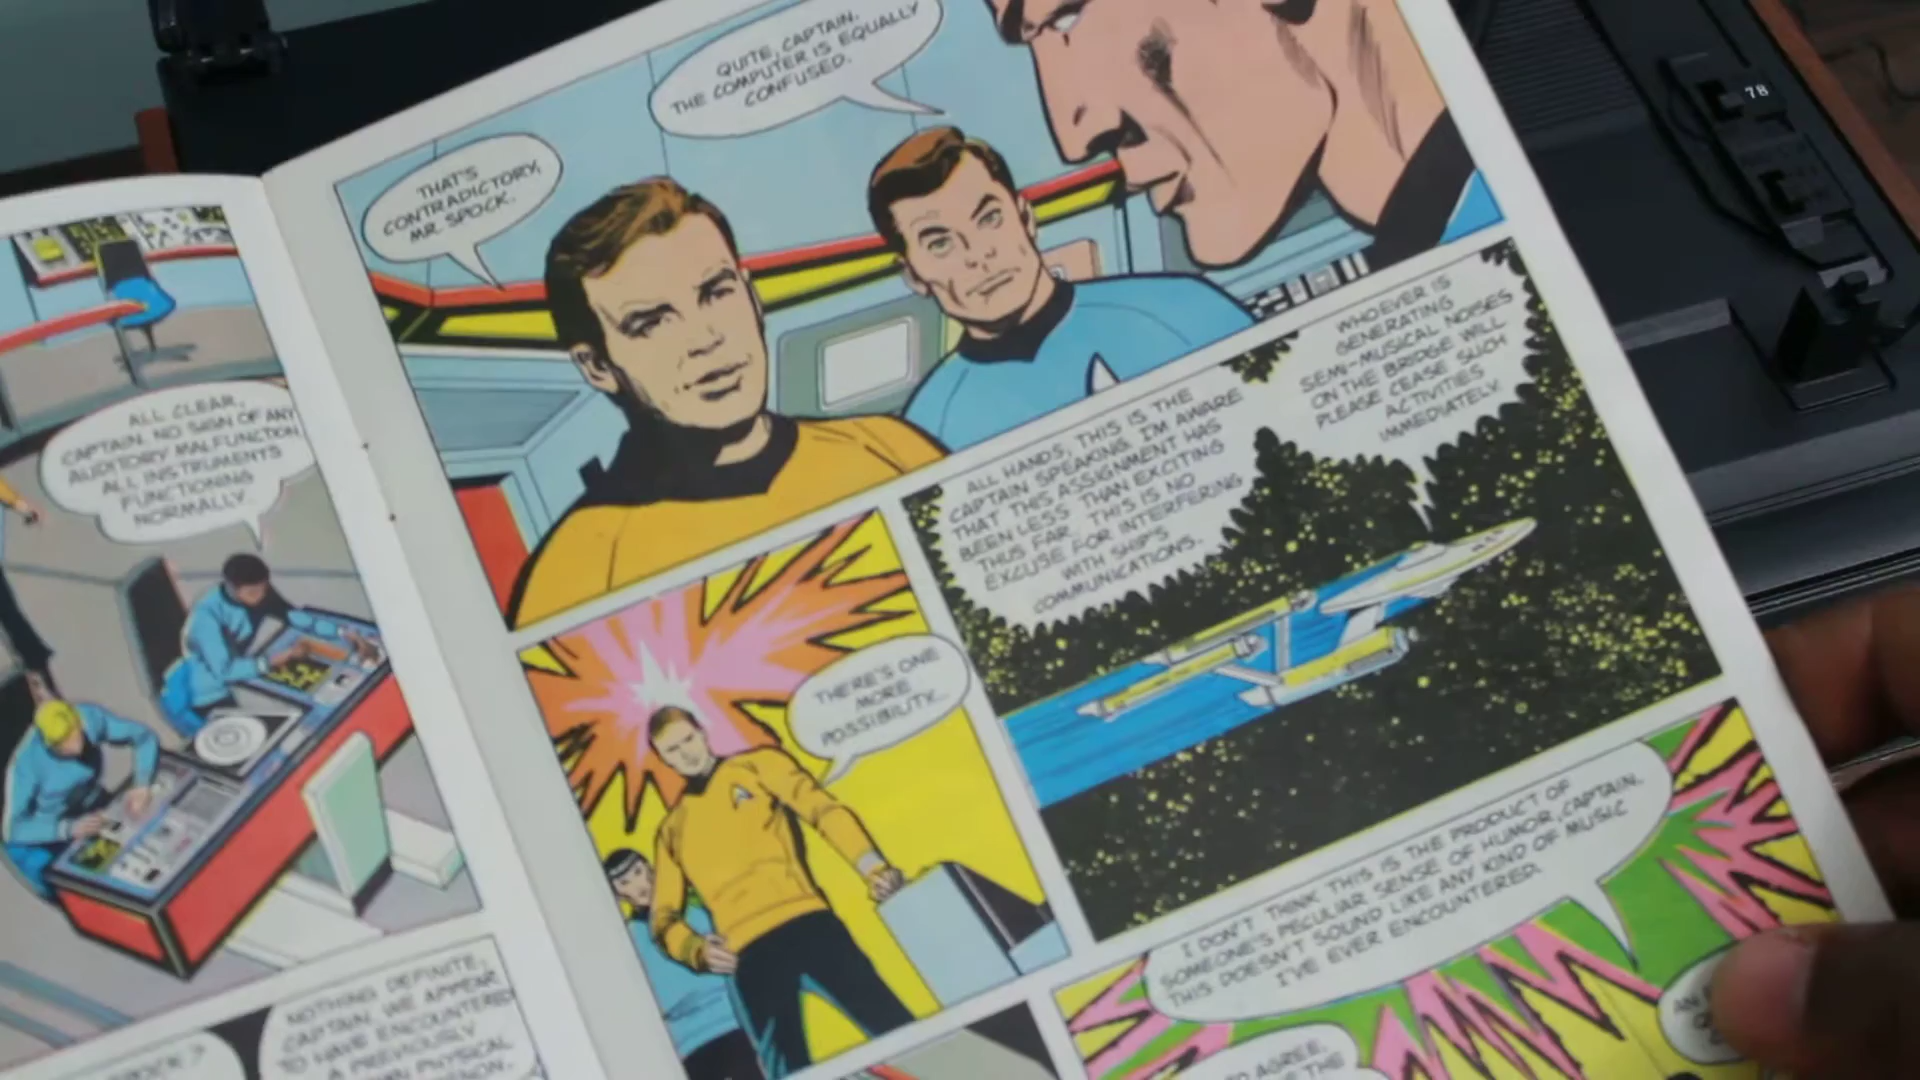 ALL CLEAR,
CAPTAIN. NO SIGN OF ANY
AUDITORY MALFUNCTION.
ALL INSTRUMENTS
FUNCTIONING
NORMALLY.
NOTHING DEFINITE,
CAPTAIN. WE APPEAR
TO HAVE ENCOUNTERED
A PREVIOUSLY
PHYSICAL
THAT'S
CONTRADICTORY,
MR. SPOCK.
QUITE, CAPTAIN.
THE COMPUTER IS EQUALLY
CONFUSED.
ALL HANDS, THIS IS THE
CAPTAIN SPEAKING. I'M AWARE
THAT THIS ASSIGNMENT HAS
BEEN LESS THAN EXCITING
THUS FAR. THIS IS NO
EXCUSE FOR INTERFERING
WITH SHIP'S
COMMUNICATIONS.
WHOEVER IS
GENERATING
SEMI-MUSICAL NOISES
ON THE BRIDGE WILL
PLEASE CEASE SUCH
ACTIVITIES
IMMEDIATELY.
THERE'S ONE
MORE
POSSIBILITY...
I DON'T THINK THIS IS THE PRODUCT OF
SOMEONE'S PECULIAR SENSE OF HUMOR, CAPTAIN.
THIS DOESN'T SOUND LIKE ANY KIND OF MUSIC
I'VE EVER ENCOUNTERED.
AGREE.
THE
78